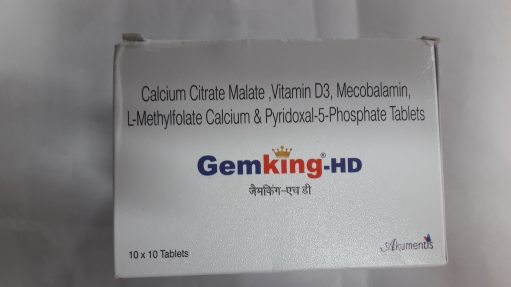 Calcium Citrate Malate ,Vitamin D3, Mecobalamin,
L-Methylfolate Calcium & Pyridoxal-5-Phosphate Tablets
Gemking®-HD
जैमकिंग-एच डी
10 x 10 Tablets
Akumentis